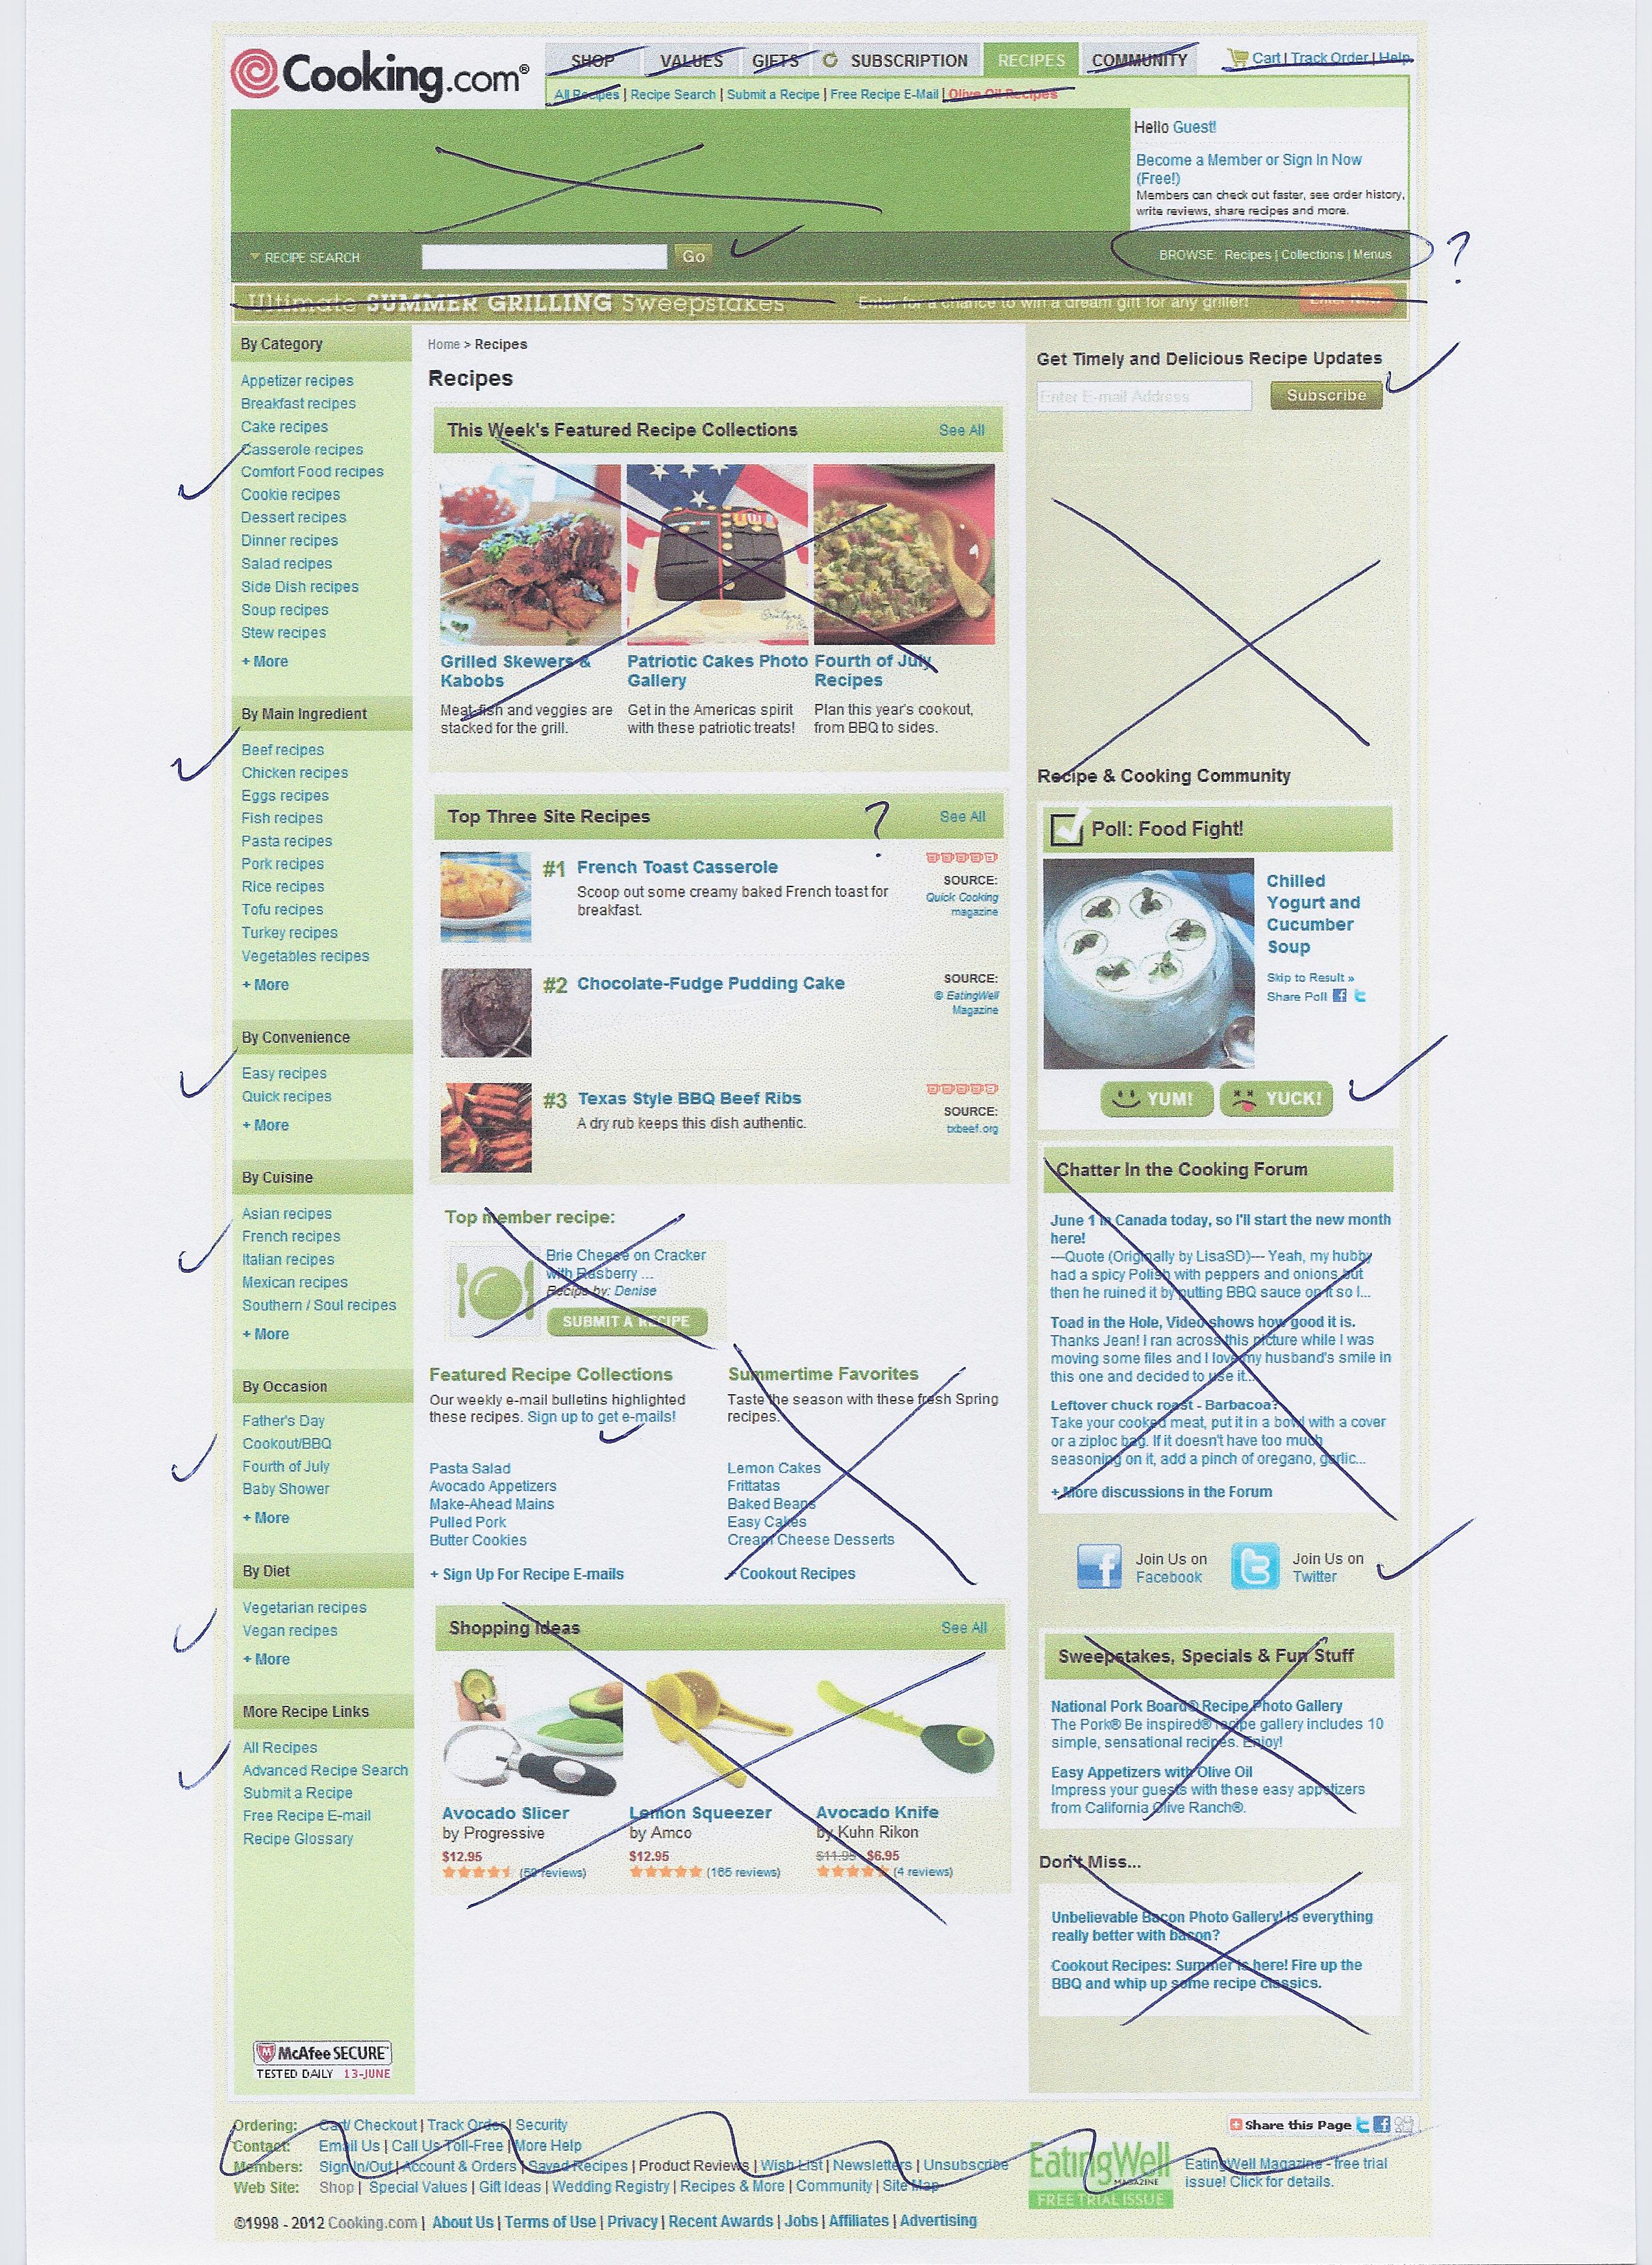 Cooking.com®
SHOP VALUES GIFTS SUBSCRIPTION RECIPES COMMUNITY Cart | Track Order | Help
All Recipes | Recipe Search | Submit a Recipe | Free Recipe E-Mail | Olive Oil Recipes
Hello Guest!
Become a Member or Sign In Now
(Free!)
Members can check out faster, see order history,
write reviews, share recipes and more.
RECIPE SEARCH Go BROWSE: Recipes | Collections | Menus ?
Ultimate SUMMER GRILLING Sweepstakes Enter for a chance to win a dream gift for any griller! Enter Now
By Category
Appetizer recipes
Breakfast recipes
Cake recipes
Casserole recipes
Comfort Food recipes
Cookie recipes
Dessert recipes
Dinner recipes
Salad recipes
Side Dish recipes
Soup recipes
Stew recipes
+ More
By Main Ingredient
Beef recipes
Chicken recipes
Eggs recipes
Fish recipes
Pasta recipes
Pork recipes
Rice recipes
Tofu recipes
Turkey recipes
Vegetables recipes
+ More
By Convenience
Easy recipes
Quick recipes
+ More
By Cuisine
Asian recipes
French recipes
Italian recipes
Mexican recipes
Southern / Soul recipes
+ More
By Occasion
Father's Day
Cookout/BBQ
Fourth of July
Baby Shower
+ More
By Diet
Vegetarian recipes
Vegan recipes
+ More
More Recipe Links
All Recipes
Advanced Recipe Search
Submit a Recipe
Free Recipe E-mail
Recipe Glossary
McAfee SECURE™
TESTED DAILY 13-JUNE
Home > Recipes
Recipes
This Week's Featured Recipe Collections See All
Grilled Skewers &
Kabobs
Meat, fish and veggies are
stacked for the grill.
Patriotic Cakes Photo
Gallery
Get in the Americas spirit
with these patriotic treats!
Fourth of July
Recipes
Plan this year's cookout,
from BBQ to sides.
Top Three Site Recipes ? See All
#1 French Toast Casserole
Scoop out some creamy baked French toast for
breakfast.
SOURCE:
Quick Cooking
magazine
#2 Chocolate-Fudge Pudding Cake
SOURCE:
© EatingWell
Magazine
#3 Texas Style BBQ Beef Ribs
A dry rub keeps this dish authentic.
SOURCE:
txbeef.org
Top member recipe:
Brie Cheese on Cracker
with Rasberry ...
Recipe by: Denise
SUBMIT A RECIPE
Featured Recipe Collections
Our weekly e-mail bulletins highlighted
these recipes. Sign up to get e-mails!
Pasta Salad
Avocado Appetizers
Make-Ahead Mains
Pulled Pork
Butter Cookies
+ Sign Up For Recipe E-mails
Summertime Favorites
Taste the season with these fresh Spring
recipes.
Lemon Cakes
Frittatas
Baked Beans
Easy Cakes
Cream Cheese Desserts
+ Cookout Recipes
Shopping Ideas See All
Avocado Slicer
by Progressive
$12.95
reviews)
Lemon Squeezer
by Amco
$12.95
(165 reviews)
Avocado Knife
by Kuhn Rikon
$11.95 $6.95
(4 reviews)
Get Timely and Delicious Recipe Updates
Enter E-mail Address Subscribe
Recipe & Cooking Community
Poll: Food Fight!
Chilled
Yogurt and
Cucumber
Soup
Skip to Result »
Share Poll
YUM! YUCK!
Chatter In the Cooking Forum
June 1 in Canada today, so I'll start the new month
here!
---Quote (Originally by LisaSD)--- Yeah, my hubby
had a spicy Polish with peppers and onions but
then he ruined it by putting BBQ sauce on it so I...
Toad in the Hole, Video shows how good it is.
Thanks Jean! I ran across this picture while I was
moving some files and I love my husband's smile in
this one and decided to use it...
Leftover chuck roast - Barbacoa?
Take your cooked meat, put it in a bowl with a cover
or a ziploc bag. If it doesn't have too much
seasoning on it, add a pinch of oregano, garlic...
+ More discussions in the Forum
Join Us on
Facebook
Join Us on
Twitter
Sweepstakes, Specials & Fun Stuff
National Pork Board® Recipe Photo Gallery
The Pork® Be inspired® recipe gallery includes 10
simple, sensational recipes. Enjoy!
Easy Appetizers with Olive Oil
Impress your guests with these easy appetizers
from California Olive Ranch®.
Don't Miss...
Unbelievable Bacon Photo Gallery! Is everything
really better with bacon?
Cookout Recipes: Summer is here! Fire up the
BBQ and whip up some recipe classics.
Ordering: Cart/ Checkout | Track Order | Security
Contact: Email Us | Call Us Toll-Free | More Help
Members: Sign In/Out | Account & Orders | Saved Recipes | Product Reviews | Wish List | Newsletters | Unsubscribe
Web Site: Shop | Special Values | Gift Ideas | Wedding Registry | Recipes & More | Community | Site Map
©1998 - 2012 Cooking.com | About Us | Terms of Use | Privacy | Recent Awards | Jobs | Affiliates | Advertising
Share this Page
EatingWell
MAGAZINE
FREE TRIAL ISSUE
EatingWell Magazine - free trial
issue! Click for details.